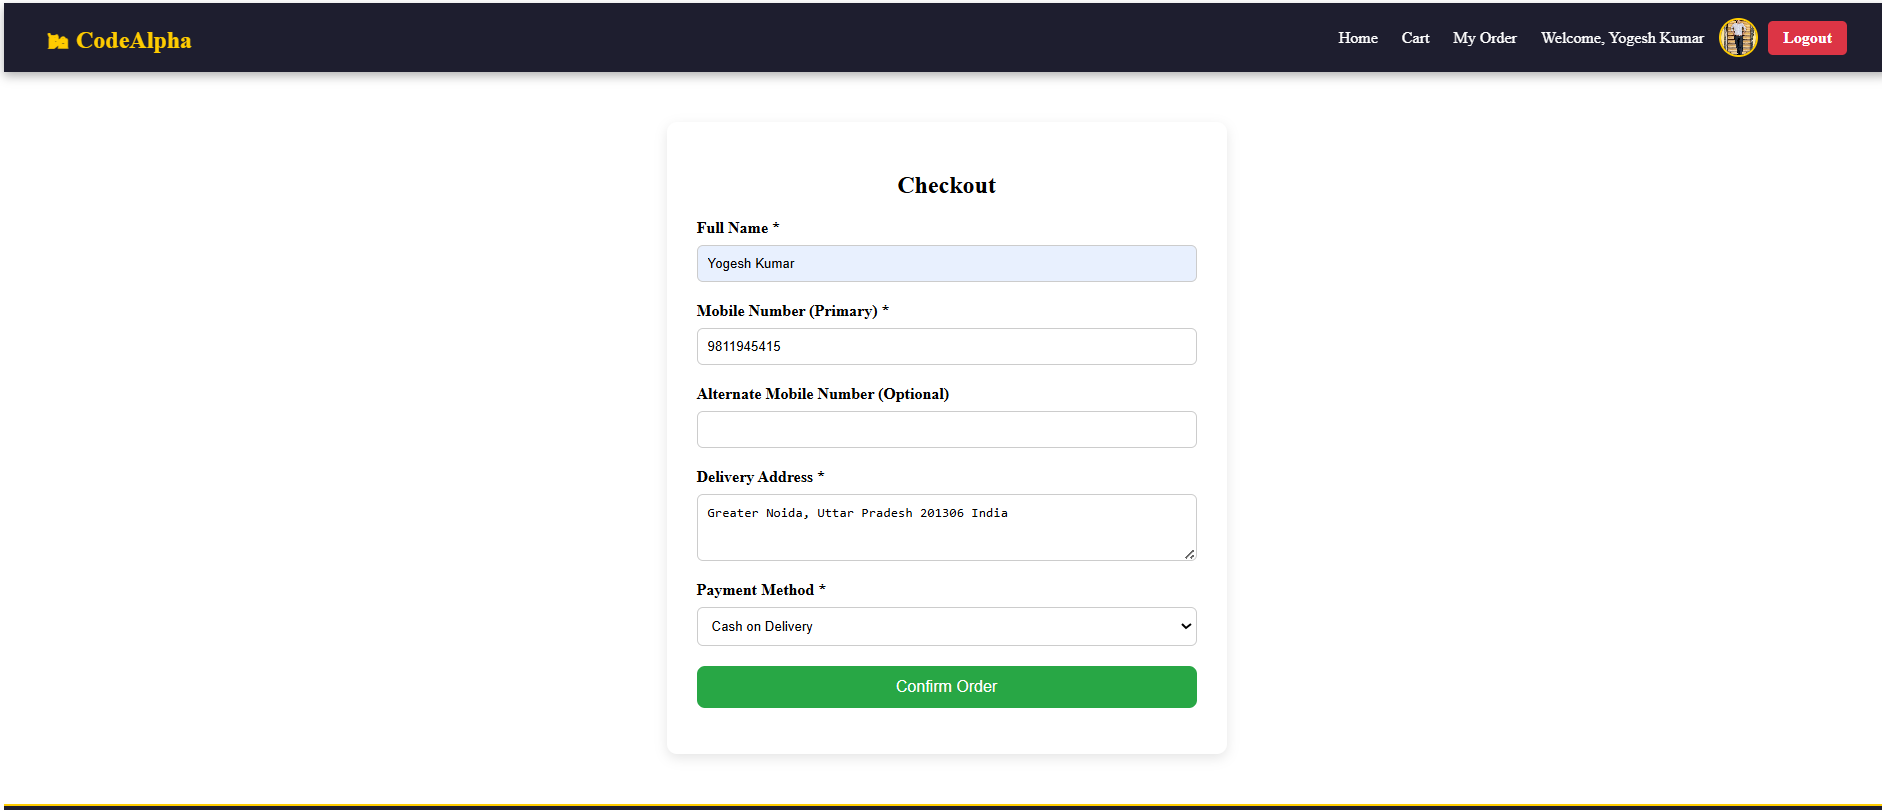 CodeAlpha
Home Cart My Order Welcome, Yogesh Kumar Logout
Checkout
Full Name *
Yogesh Kumar
Mobile Number (Primary) *
9811945415
Alternate Mobile Number (Optional)
Delivery Address *
Greater Noida, Uttar Pradesh 201306 India
Payment Method *
Cash on Delivery
Confirm Order